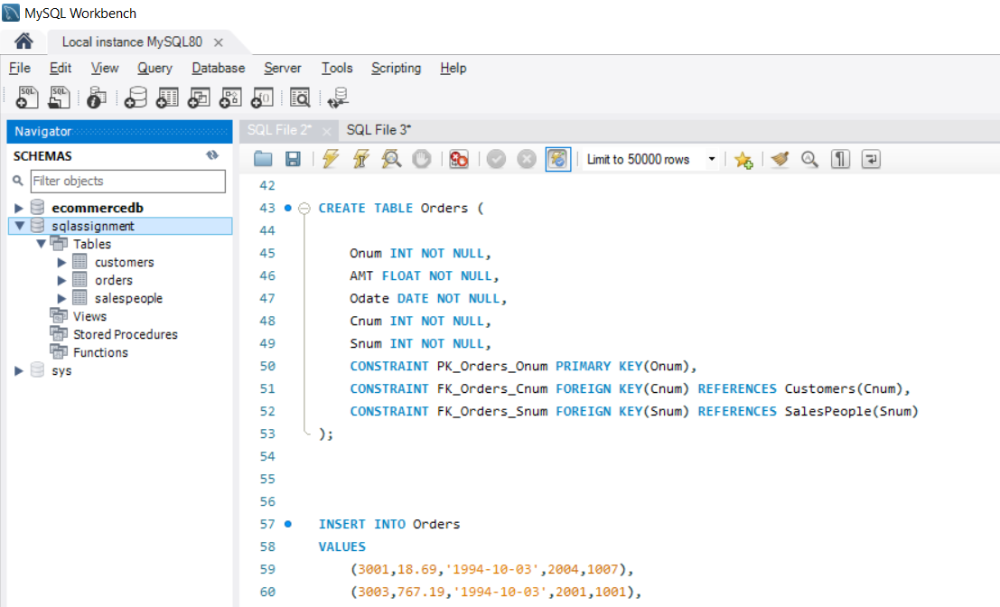 MySQL Workbench
Local instance MySQL80
File Edit View Query Database Server Tools Scripting Help
Navigator
SCHEMAS
Filter objects
ecommercedb
sqlassignment
Tables
customers
orders
salespeople
Views
Stored Procedures
Functions
sys
SQL File 2* SQL File 3*
Limit to 50000 rows
42
43 CREATE TABLE Orders (
44
45 Onum INT NOT NULL,
46 AMT FLOAT NOT NULL,
47 Odate DATE NOT NULL,
48 Cnum INT NOT NULL,
49 Snum INT NOT NULL,
50 CONSTRAINT PK_Orders_Onum PRIMARY KEY(Onum),
51 CONSTRAINT FK_Orders_Cnum FOREIGN KEY(Cnum) REFERENCES Customers(Cnum),
52 CONSTRAINT FK_Orders_Snum FOREIGN KEY(Snum) REFERENCES SalesPeople(Snum)
53 );
54
55
56
57 INSERT INTO Orders
58 VALUES
59 (3001,18.69,'1994-10-03',2004,1007),
60 (3003,767.19,'1994-10-03',2001,1001),